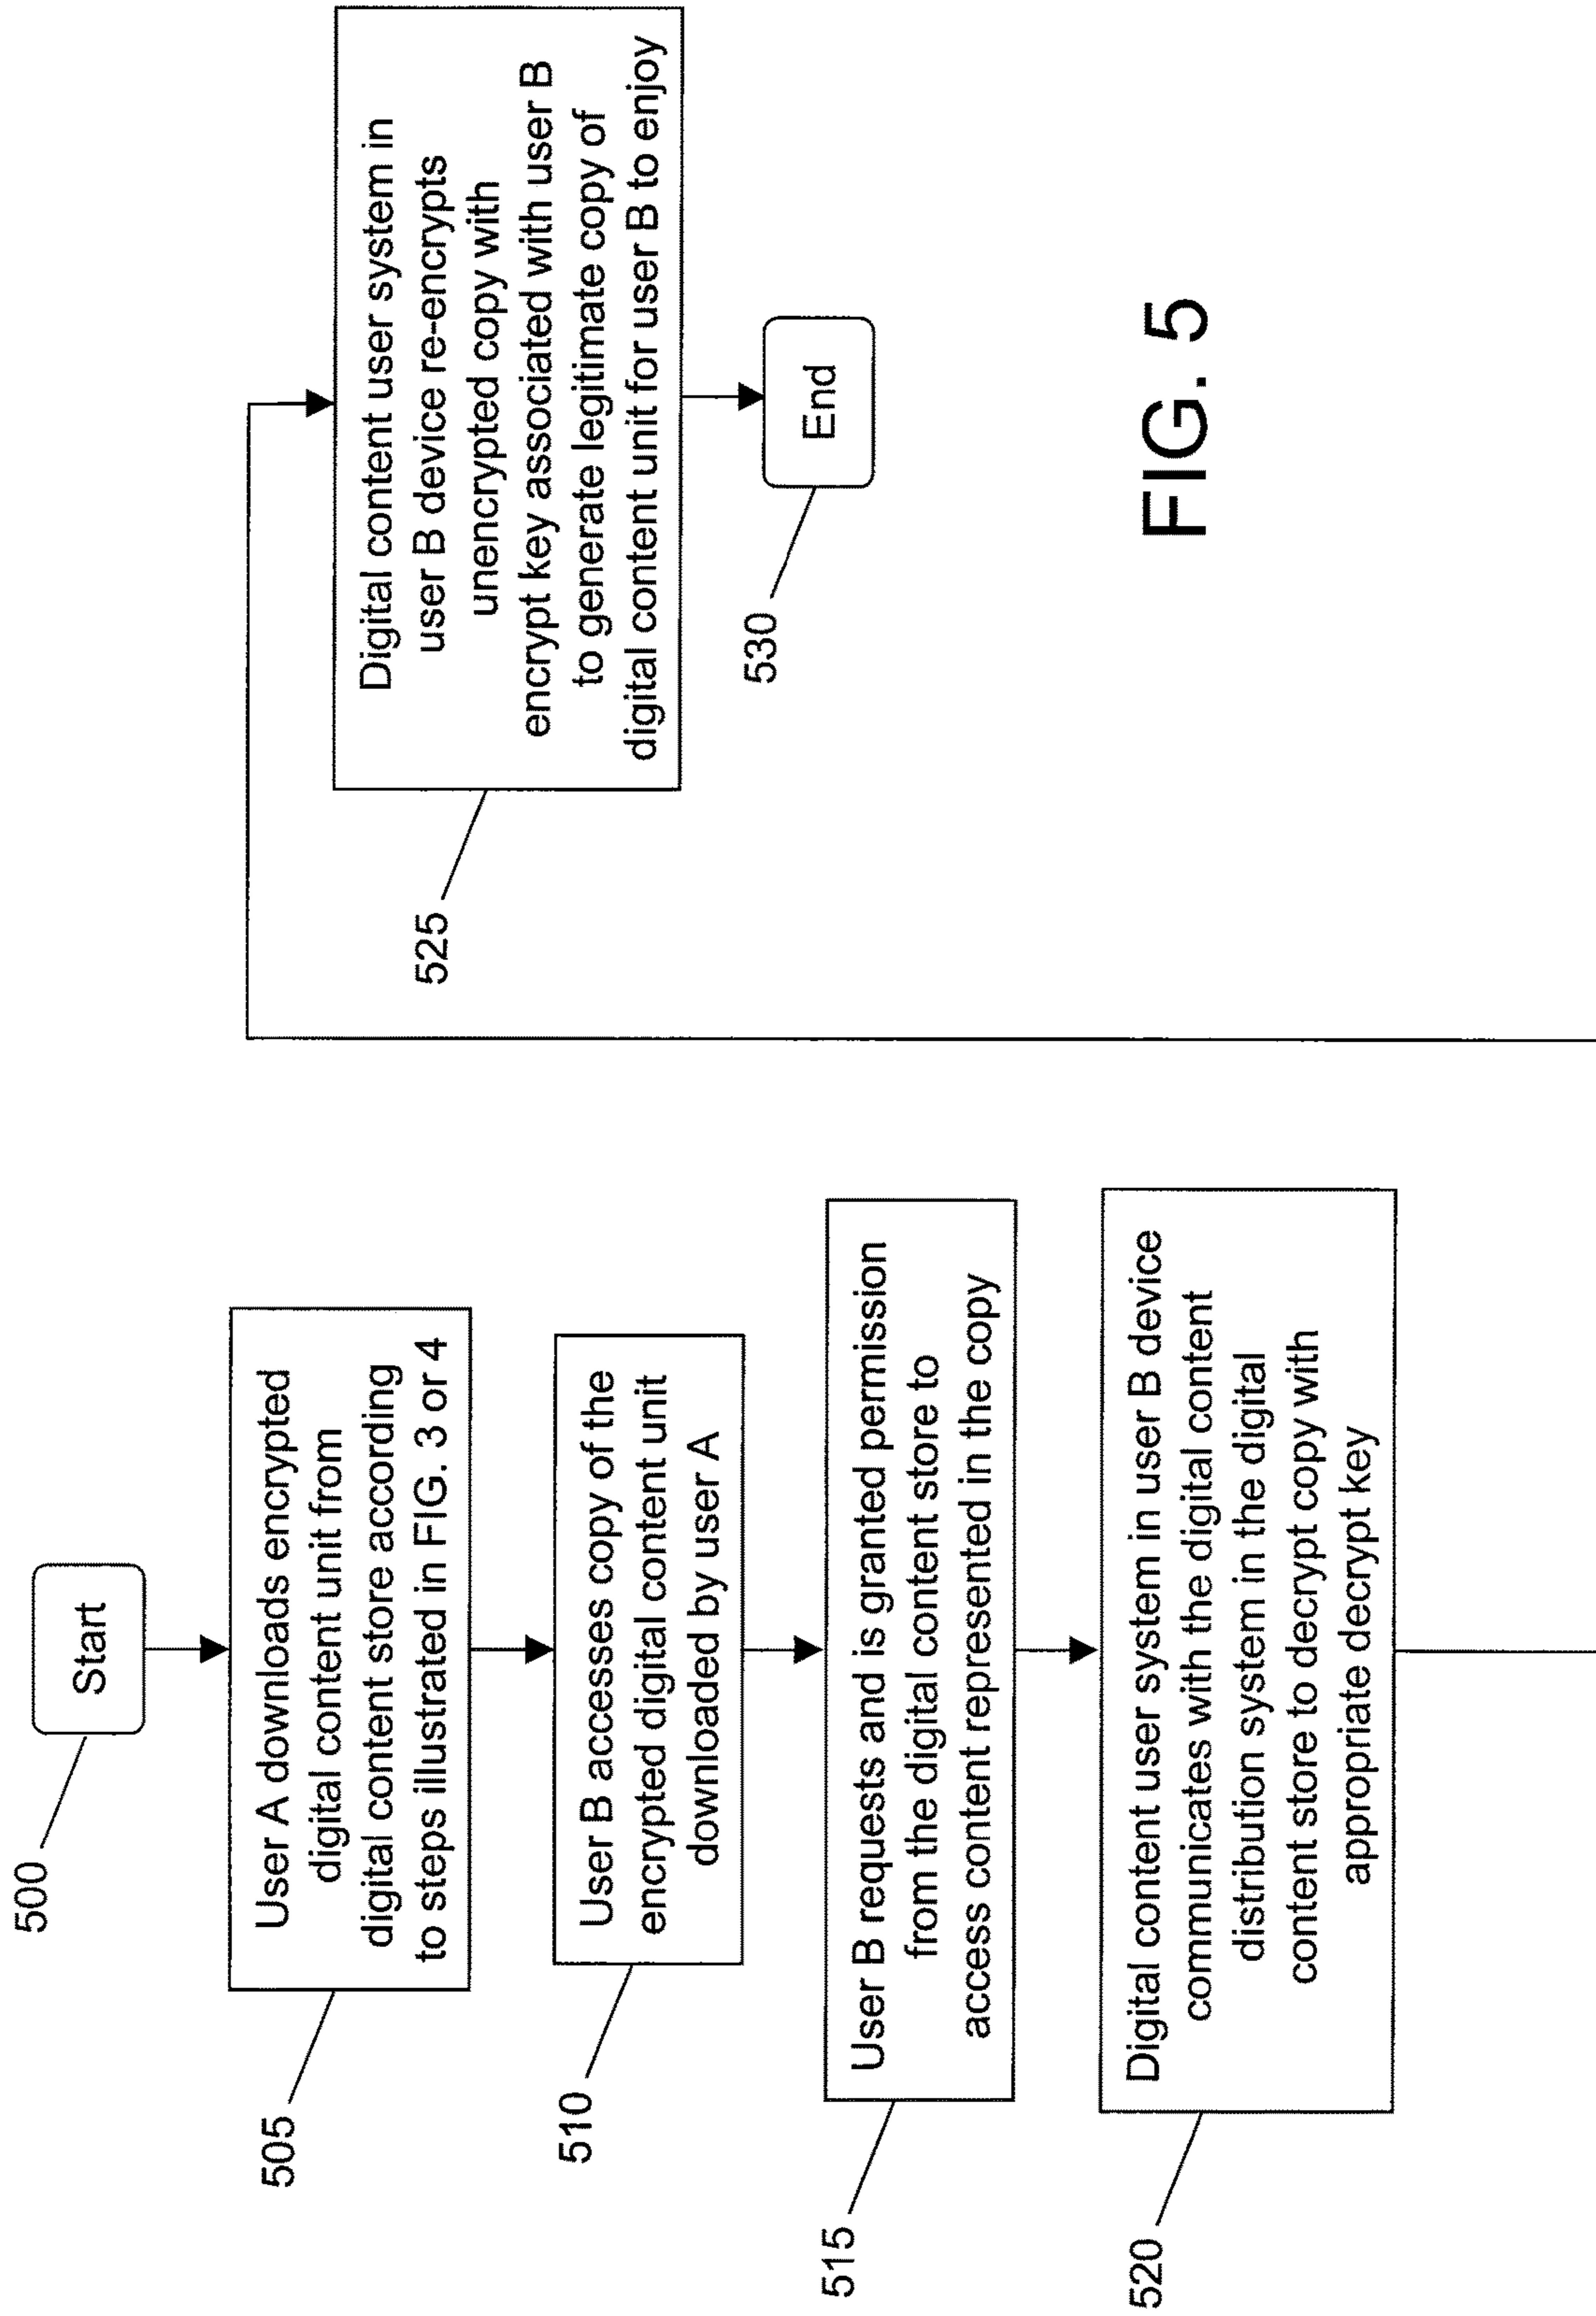 500
Start
505
User A downloads encrypted
digital content unit from
digital content store according
to steps illustrated in FIG. 3 or 4
510
User B accesses copy of the
encrypted digital content unit
downloaded by user A
515
User B requests and is granted permission
from the digital content store to
access content represented in the copy
520
Digital content user system in user B device
communicates with the digital content
distribution system in the digital
content store to decrypt copy with
appropriate decrypt key
525
Digital content user system in
user B device re-encrypts
unencrypted copy with
encrypt key associated with user B
to generate legitimate copy of
digital content unit for user B to enjoy
530
End
FIG. 5